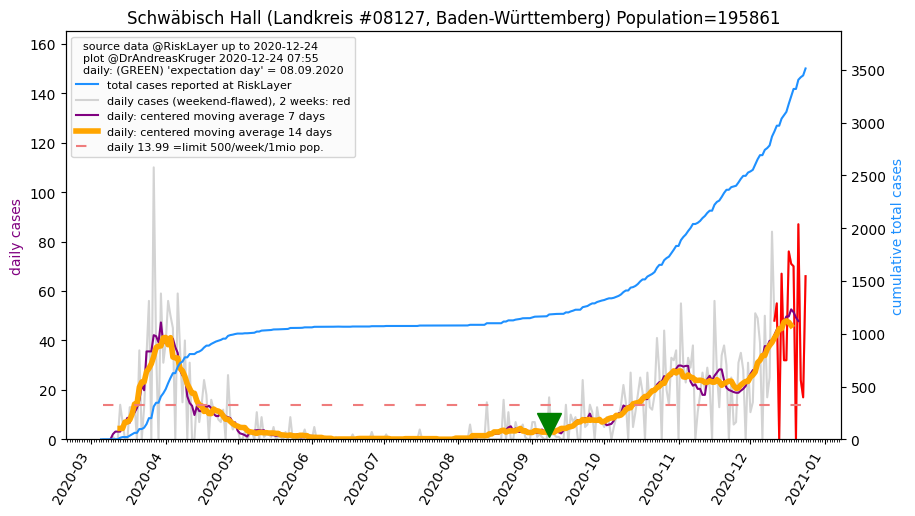 Schwäbisch Hall (Landkreis #08127, Baden-Württemberg) Population=195861
source data @RiskLayer up to 2020-12-24
plot @DrAndreasKruger 2020-12-24 07:55
daily: (GREEN) 'expectation day' = 08.09.2020
total cases reported at RiskLayer
daily cases (weekend-flawed), 2 weeks: red
daily: centered moving average 7 days
daily: centered moving average 14 days
daily 13.99 =limit 500/week/1mio pop.
daily cases
160
140
120
100
80
60
40
20
0
cumulative total cases
3500
3000
2500
2000
1500
1000
500
0
2020-03
2020-04
2020-05
2020-06
2020-07
2020-08
2020-09
2020-10
2020-11
2020-12
2021-01